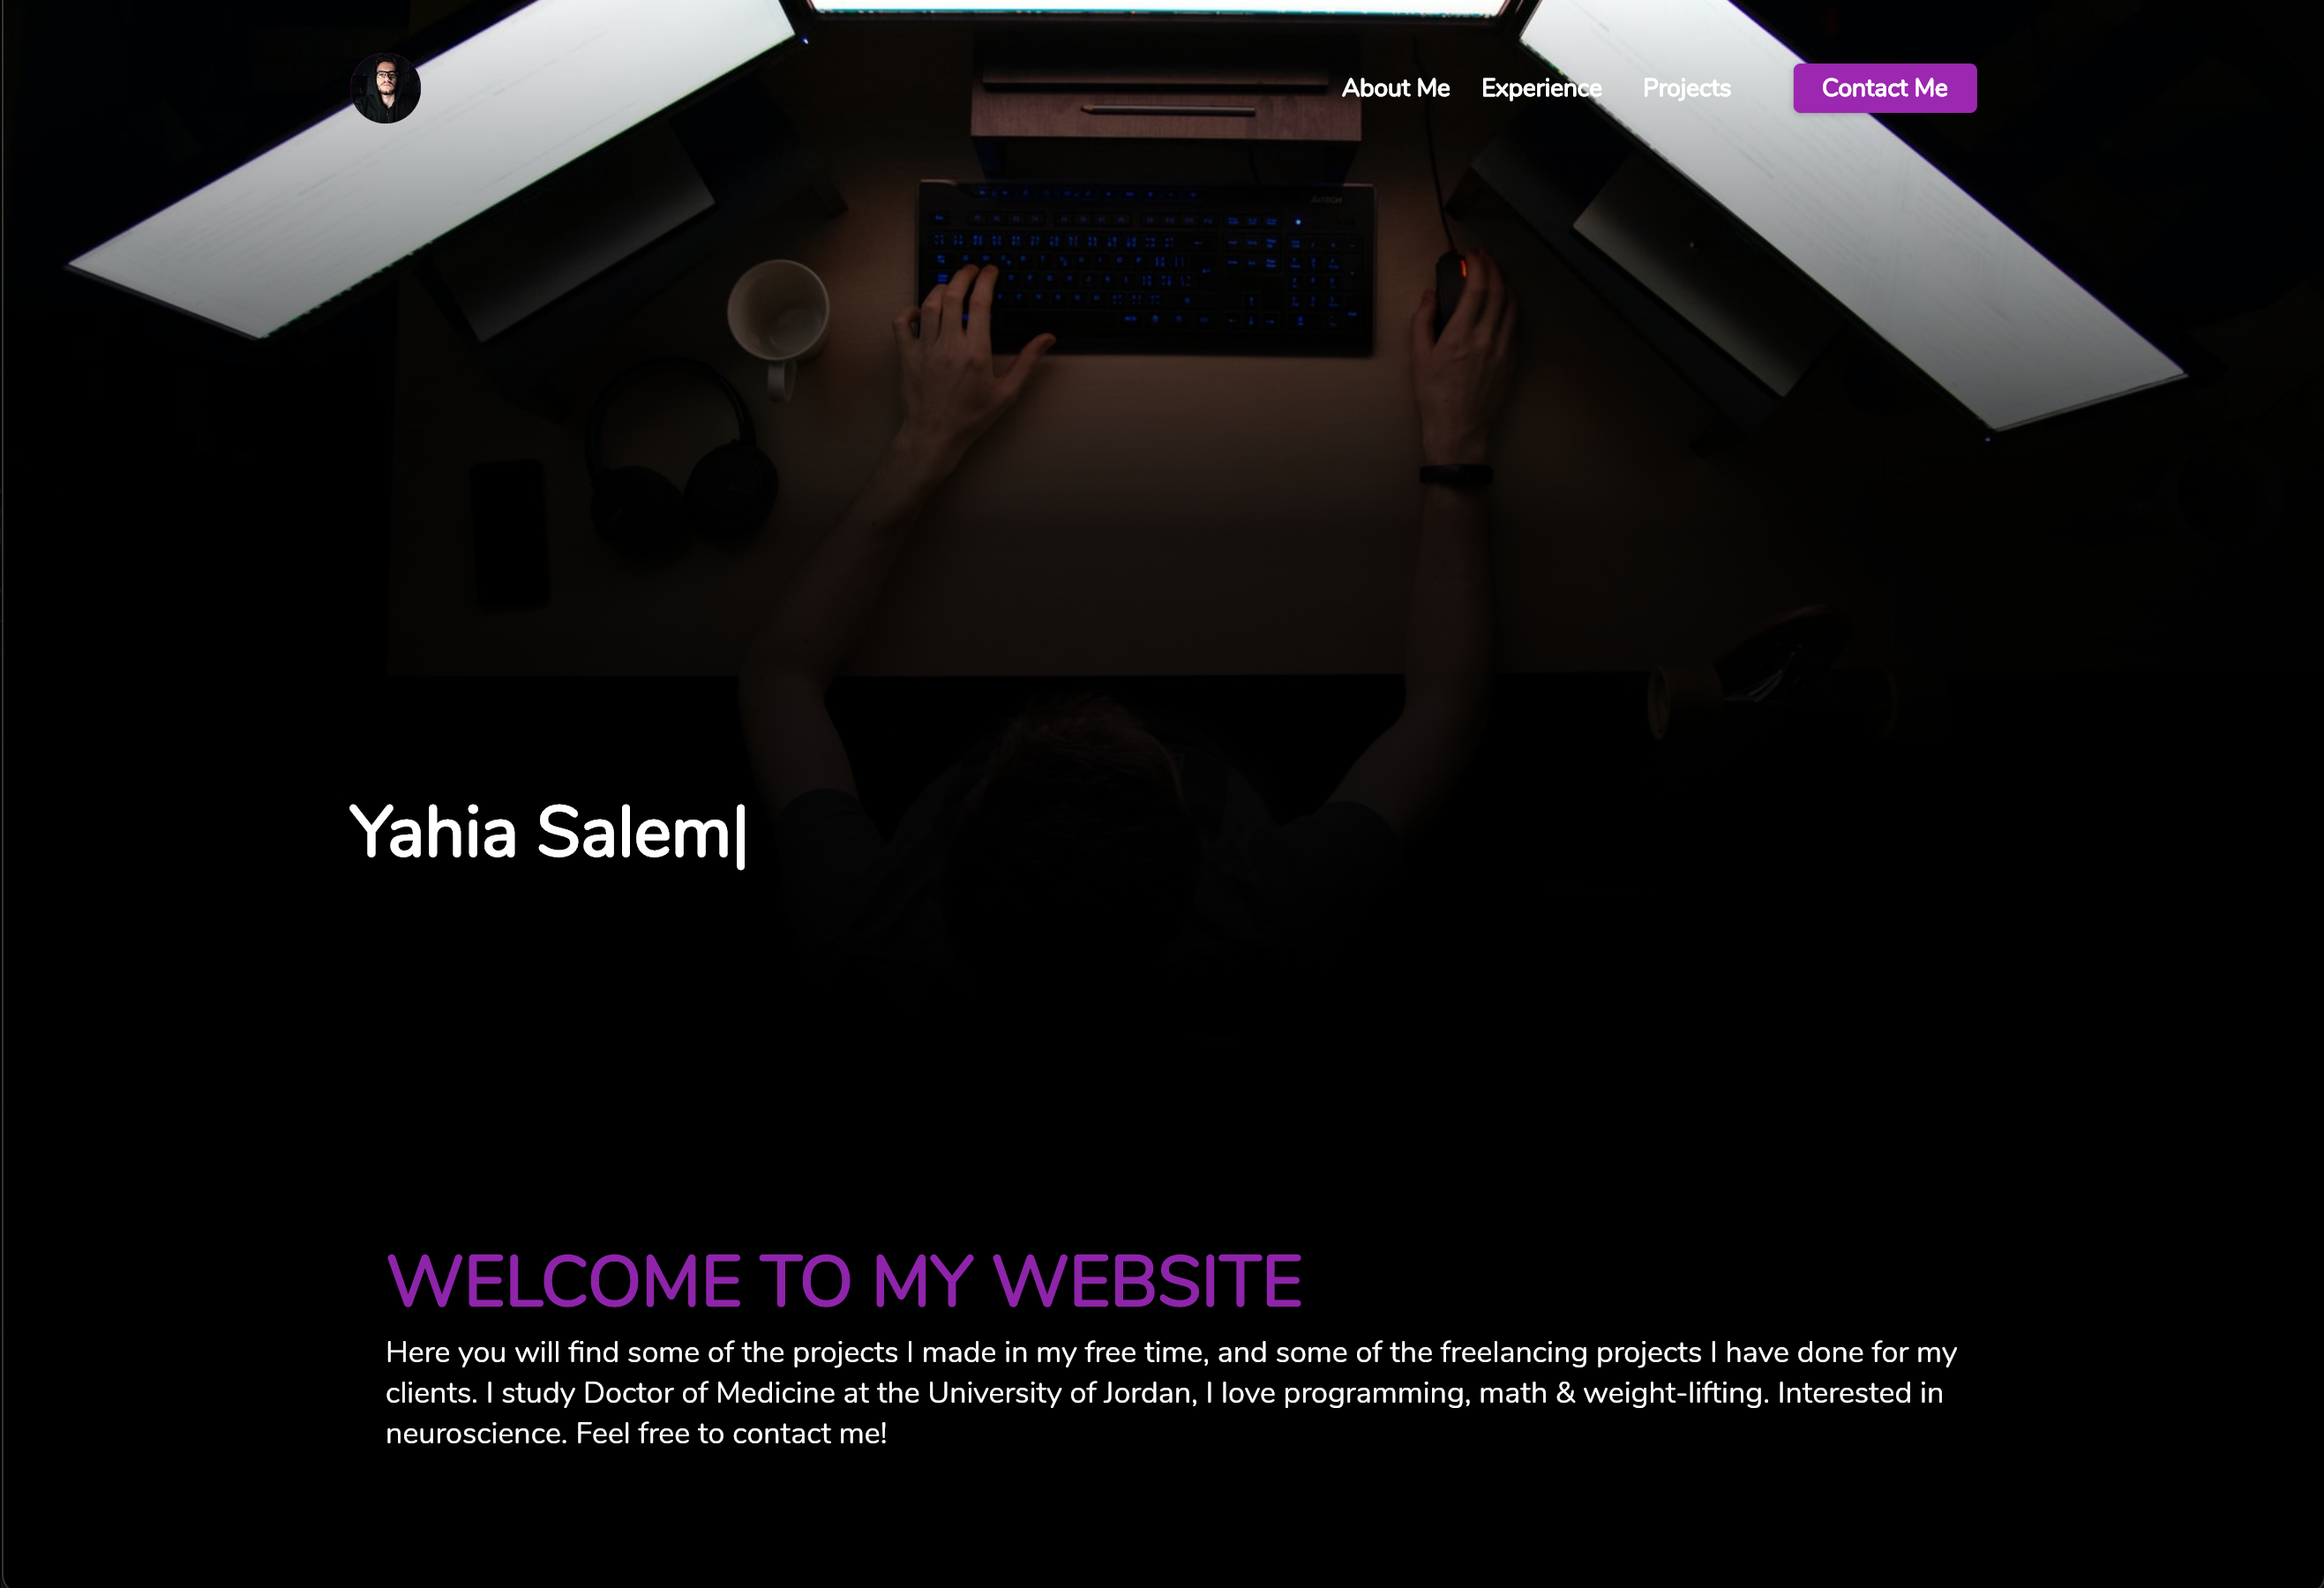 About Me Experience Projects Contact Me
A4TECH
Yahia Salem|
WELCOME TO MY WEBSITE
Here you will find some of the projects I made in my free time, and some of the freelancing projects I have done for my
clients. I study Doctor of Medicine at the University of Jordan, I love programming, math & weight-lifting. Interested in
neuroscience. Feel free to contact me!